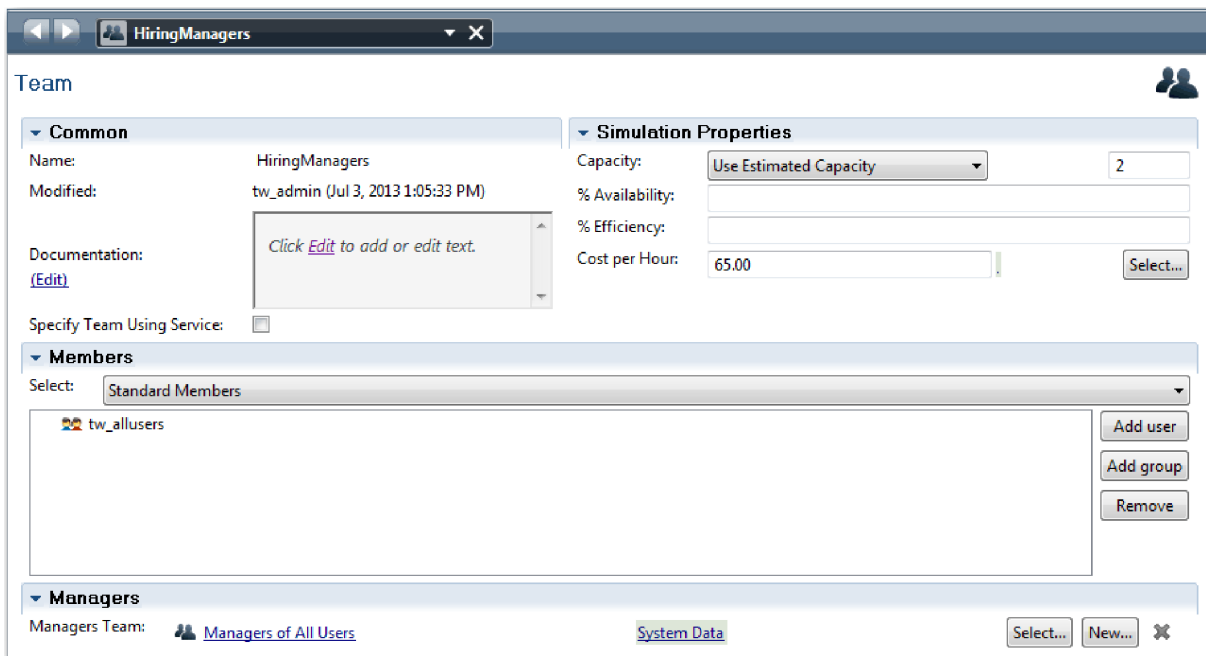 HiringManagers
Team
Common
Name: HiringManagers
Modified: tw_admin (Jul 3, 2013 1:05:33 PM)
Documentation:
(Edit)
Click Edit to add or edit text.
Specify Team Using Service:
Simulation Properties
Capacity: Use Estimated Capacity 2
% Availability:
% Efficiency:
Cost per Hour: 65.00 . Select...
Members
Select: Standard Members
tw_allusers
Add user
Add group
Remove
Managers
Managers Team: Managers of All Users System Data Select... New...